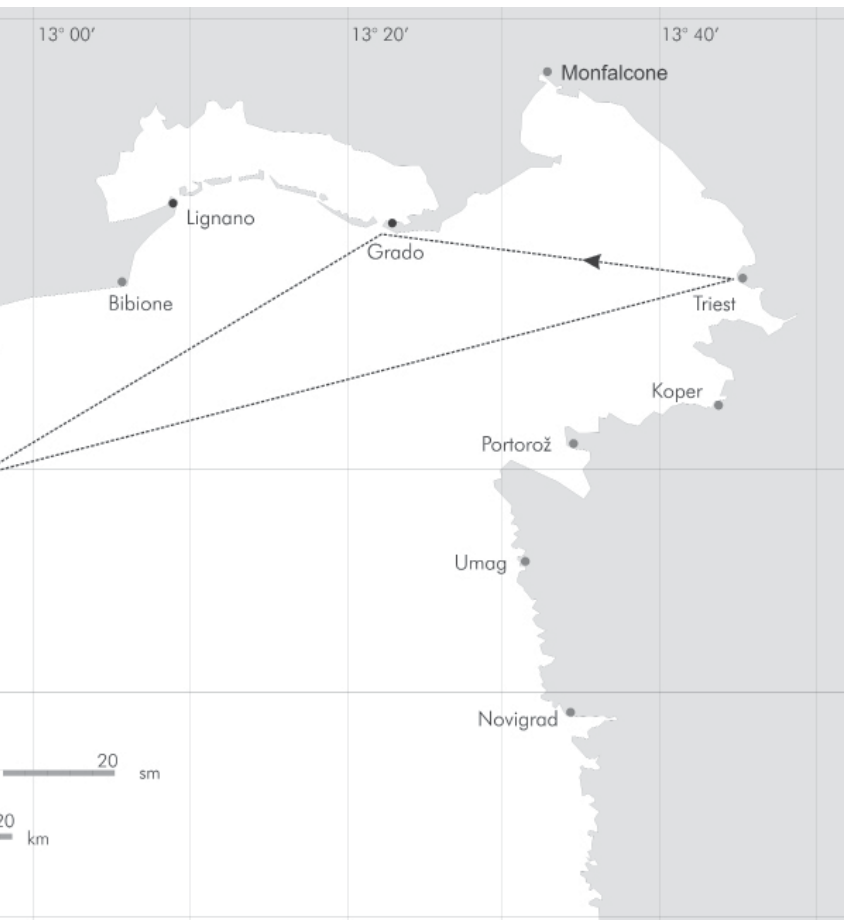 13° 00′
13° 20′
13° 40′
Monfalcone
Lignano
Grado
Bibione
Triest
Koper
Portorož
Umag
Novigrad
20
sm
20
km